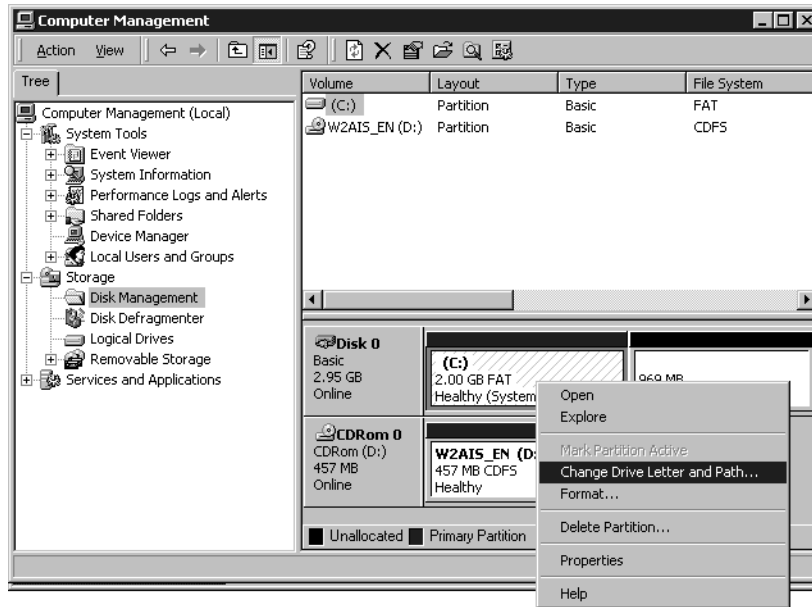 Computer Management
Action View
Tree
Computer Management (Local)
System Tools
Event Viewer
System Information
Performance Logs and Alerts
Shared Folders
Device Manager
Local Users and Groups
Storage
Disk Management
Disk Defragmenter
Logical Drives
Removable Storage
Services and Applications
Volume Layout Type File System
(C:) Partition Basic FAT
W2AIS_EN (D:) Partition Basic CDFS
Disk 0
Basic
2.95 GB
Online
(C:)
2.00 GB FAT
Healthy (System
969 MB
CDRom 0
CDRom (D:)
457 MB
Online
W2AIS_EN (D:
457 MB CDFS
Healthy
Unallocated Primary Partition
Open
Explore
Mark Partition Active
Change Drive Letter and Path...
Format...
Delete Partition...
Properties
Help